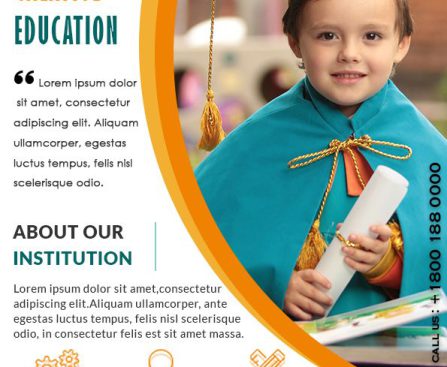 EDUCATION
“ Lorem ipsum dolor
sit amet, consectetur
adipiscing elit. Aliquam
ullamcorper, egestas
luctus tempus, felis nisl
scelerisque odio.
ABOUT OUR
INSTITUTION
Lorem ipsum dolor sit amet,consectetur
adipiscing elit.Aliquam ullamcorper, ante
egestasluctus tempus, felis nisl scelerisque
odio, in consectetur felis est sit amet massa.
CALL US : +1800 188 0000